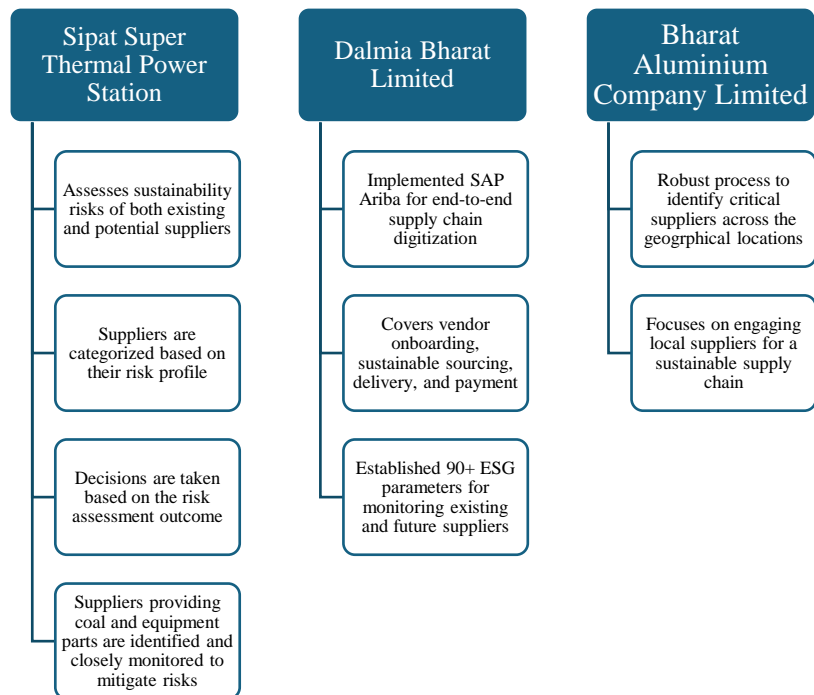 Sipat Super
Thermal Power
Station
Assesses sustainability
risks of both existing
and potential suppliers
Suppliers are
categorized based on
their risk profile
Decisions are taken
based on the risk
assessment outcome
Suppliers providing
coal and equipment
parts are identified and
closely monitored to
mitigate risks
Dalmia Bharat
Limited
Implemented SAP
Ariba for end-to-end
supply chain
digitization
Covers vendor
onboarding,
sustainable sourcing,
delivery, and payment
Established 90+ ESG
parameters for
monitoring existing
and future suppliers
Bharat
Aluminium
Company Limited
Robust process to
identify critical
suppliers across the
geogrphical locations
Focuses on engaging
local suppliers for a
sustainable supply
chain